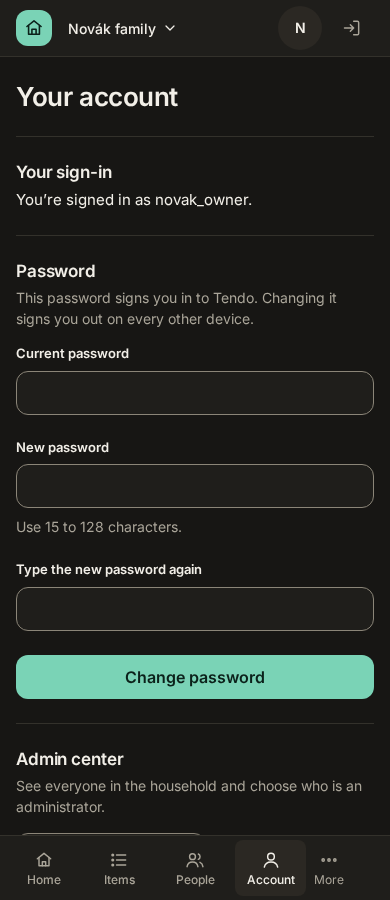 Novák family
N
Your account
Your sign-in
You’re signed in as novak_owner.
Password
This password signs you in to Tendo. Changing it
signs you out on every other device.
Current password
New password
Use 15 to 128 characters.
Type the new password again
Change password
Admin center
See everyone in the household and choose who is an
administrator.
Home
Items
People
Account
More